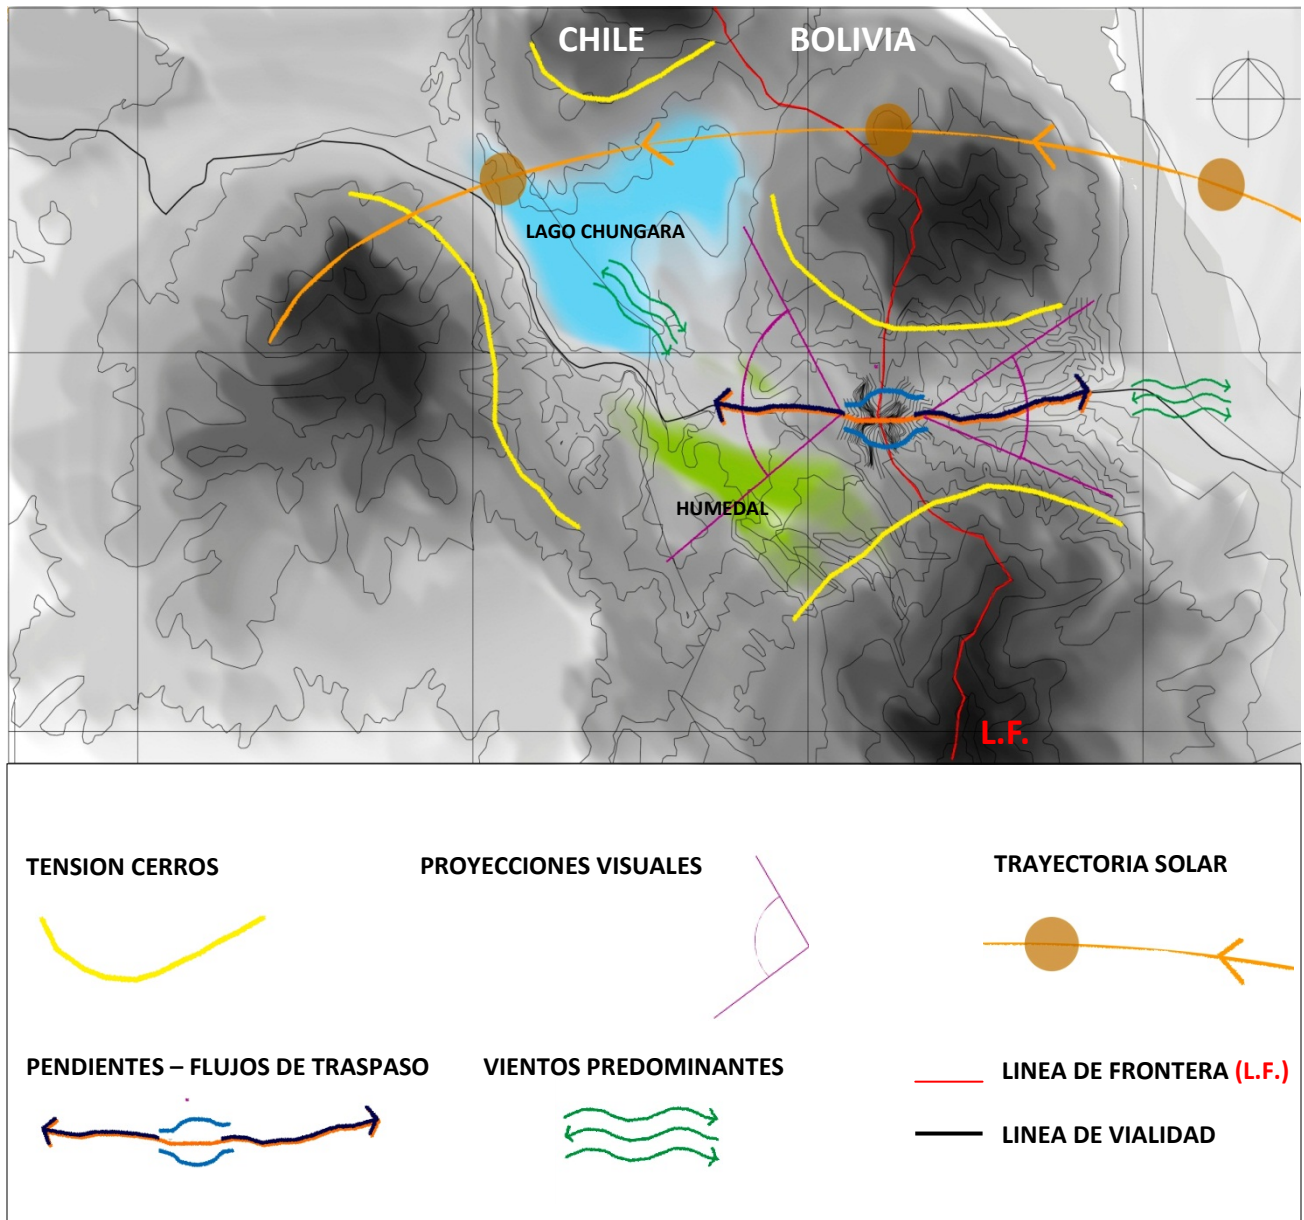 CHILE
BOLIVIA
LAGO CHUNGARA
HUMEDAL
L.F.
TENSION CERROS
PROYECCIONES VISUALES
TRAYECTORIA SOLAR
PENDIENTES – FLUJOS DE TRASPASO
VIENTOS PREDOMINANTES
LINEA DE FRONTERA (L.F.)
LINEA DE VIALIDAD